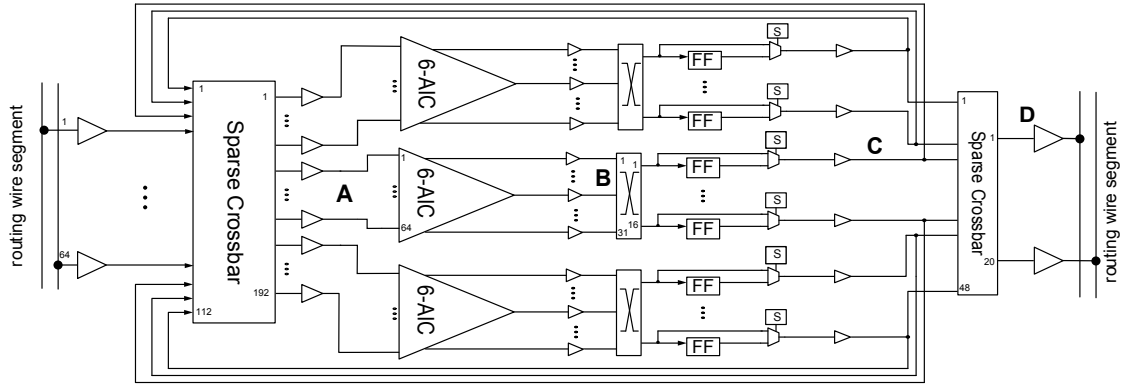 routing wire segment
1
64
1
112
Sparse Crossbar
1
192
A
6-AIC
6-AIC
1
64
6-AIC
B
1
1
16
31
FF
S
FF
S
FF
S
FF
S
FF
S
FF
S
C
1
48
Sparse Crossbar
1
20
D
routing wire segment